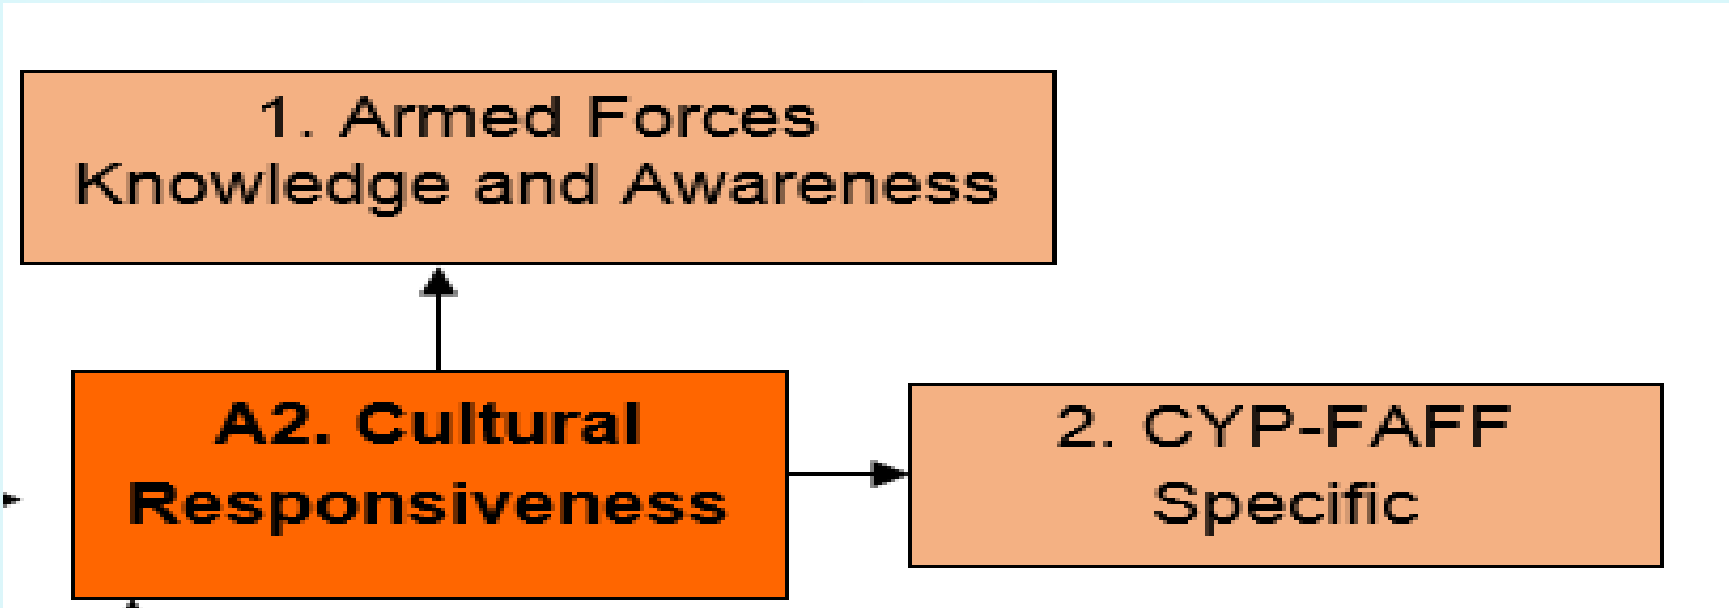 1. Armed Forces
Knowledge and Awareness
A2. Cultural
Responsiveness
2. CYP-FAFF
Specific